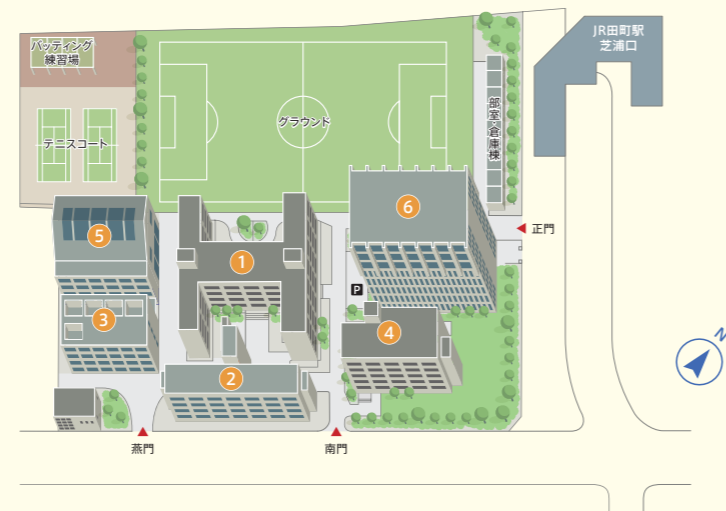 バッティング
練習場
JR田町駅
芝浦口
グラウンド
部室・倉庫棟
テニスコート
6
正門
5
1
P
3
4
2
N
燕門
南門